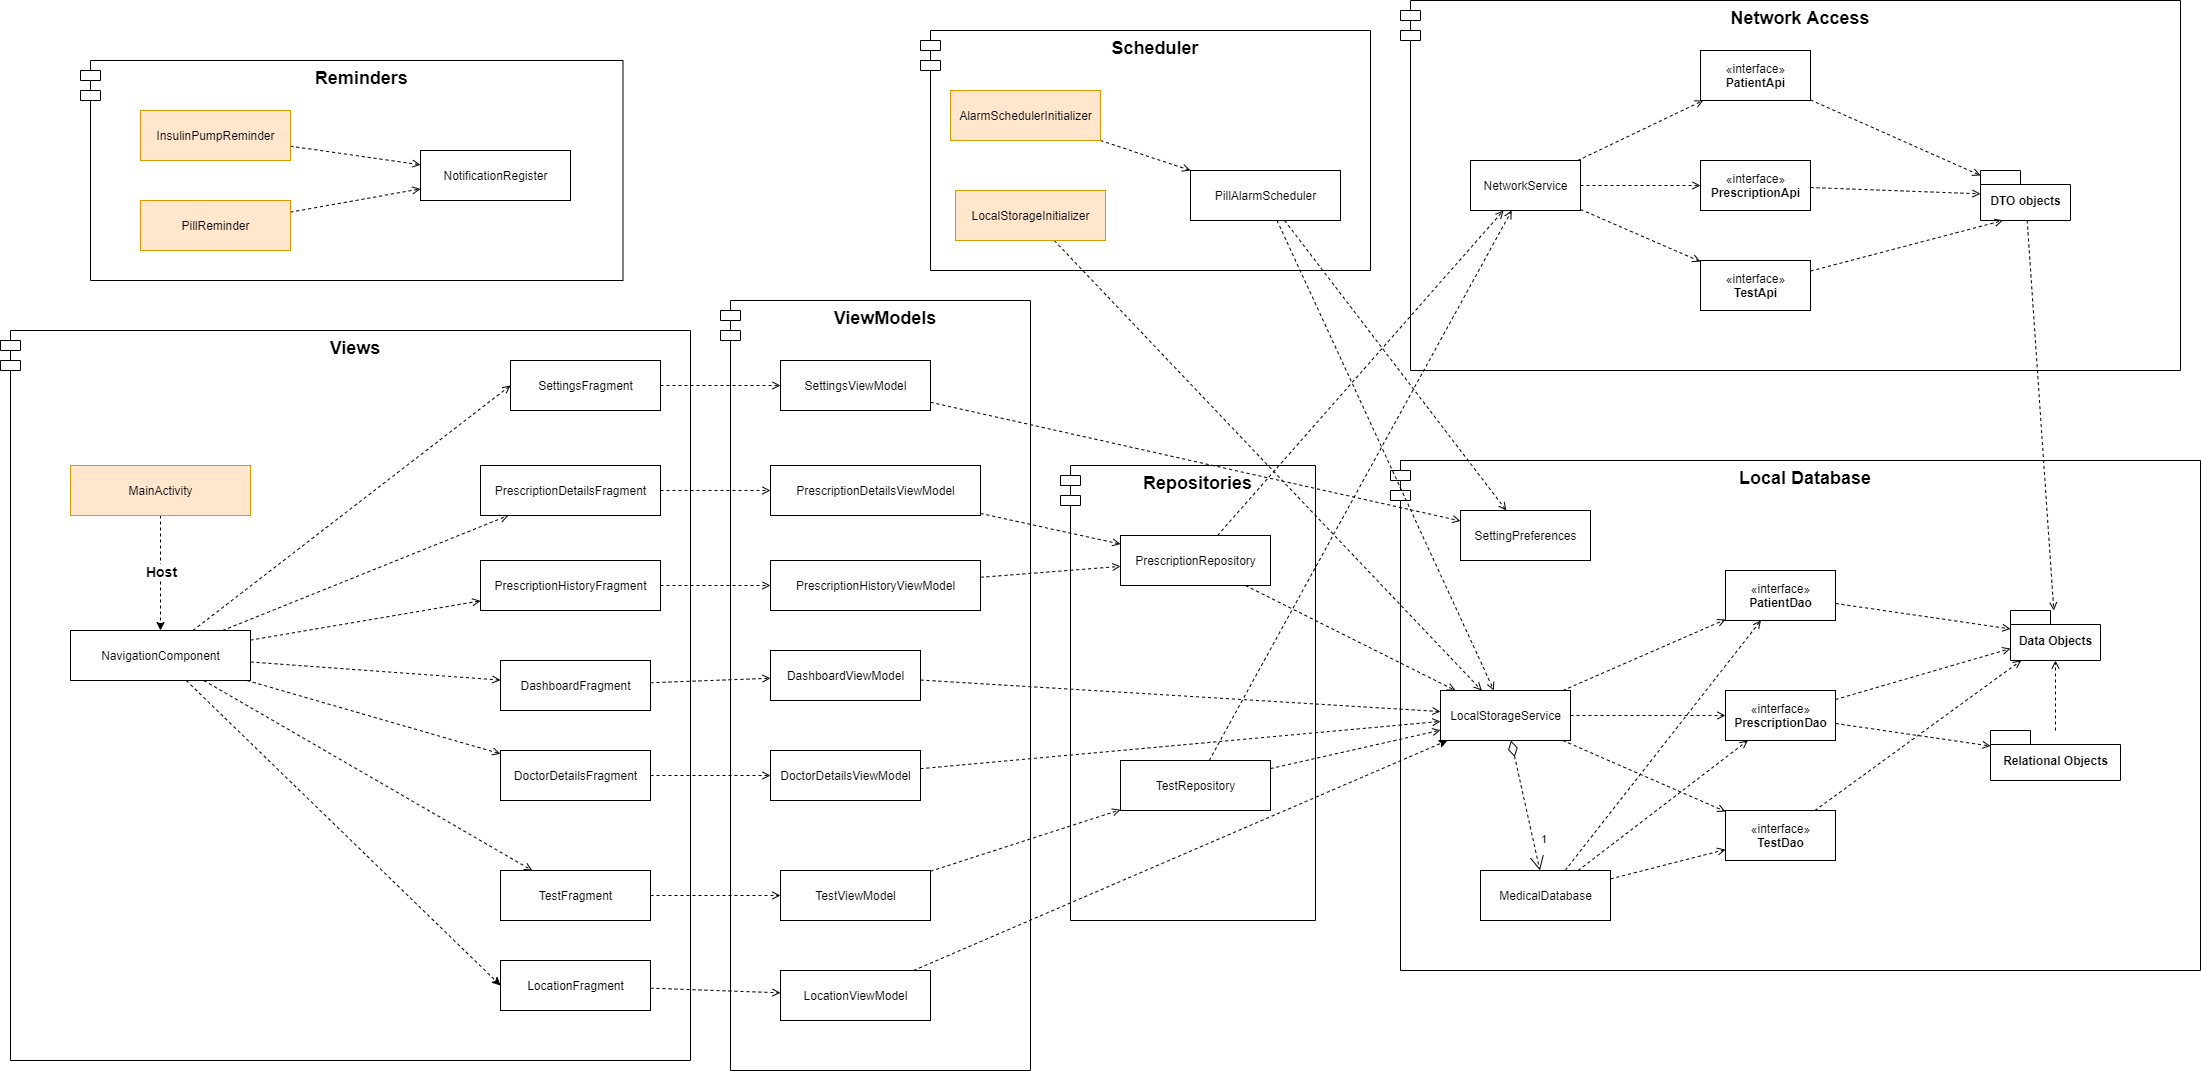 Reminders
InsulinPumpReminder
NotificationRegister
PillReminder
Scheduler
AlarmSchedulerInitializer
PillAlarmScheduler
LocalStorageInitializer
Network Access
«interface»
PatientApi
NetworkService
«interface»
PrescriptionApi
DTO objects
«interface»
TestApi
Views
MainActivity
Host
NavigationComponent
SettingsFragment
PrescriptionDetailsFragment
PrescriptionHistoryFragment
DashboardFragment
DoctorDetailsFragment
TestFragment
LocationFragment
ViewModels
SettingsViewModel
PrescriptionDetailsViewModel
PrescriptionHistoryViewModel
DashboardViewModel
DoctorDetailsViewModel
TestViewModel
LocationViewModel
Repositories
PrescriptionRepository
TestRepository
Local Database
SettingPreferences
LocalStorageService
1
MedicalDatabase
«interface»
PatientDao
«interface»
PrescriptionDao
«interface»
TestDao
Data Objects
Relational Objects